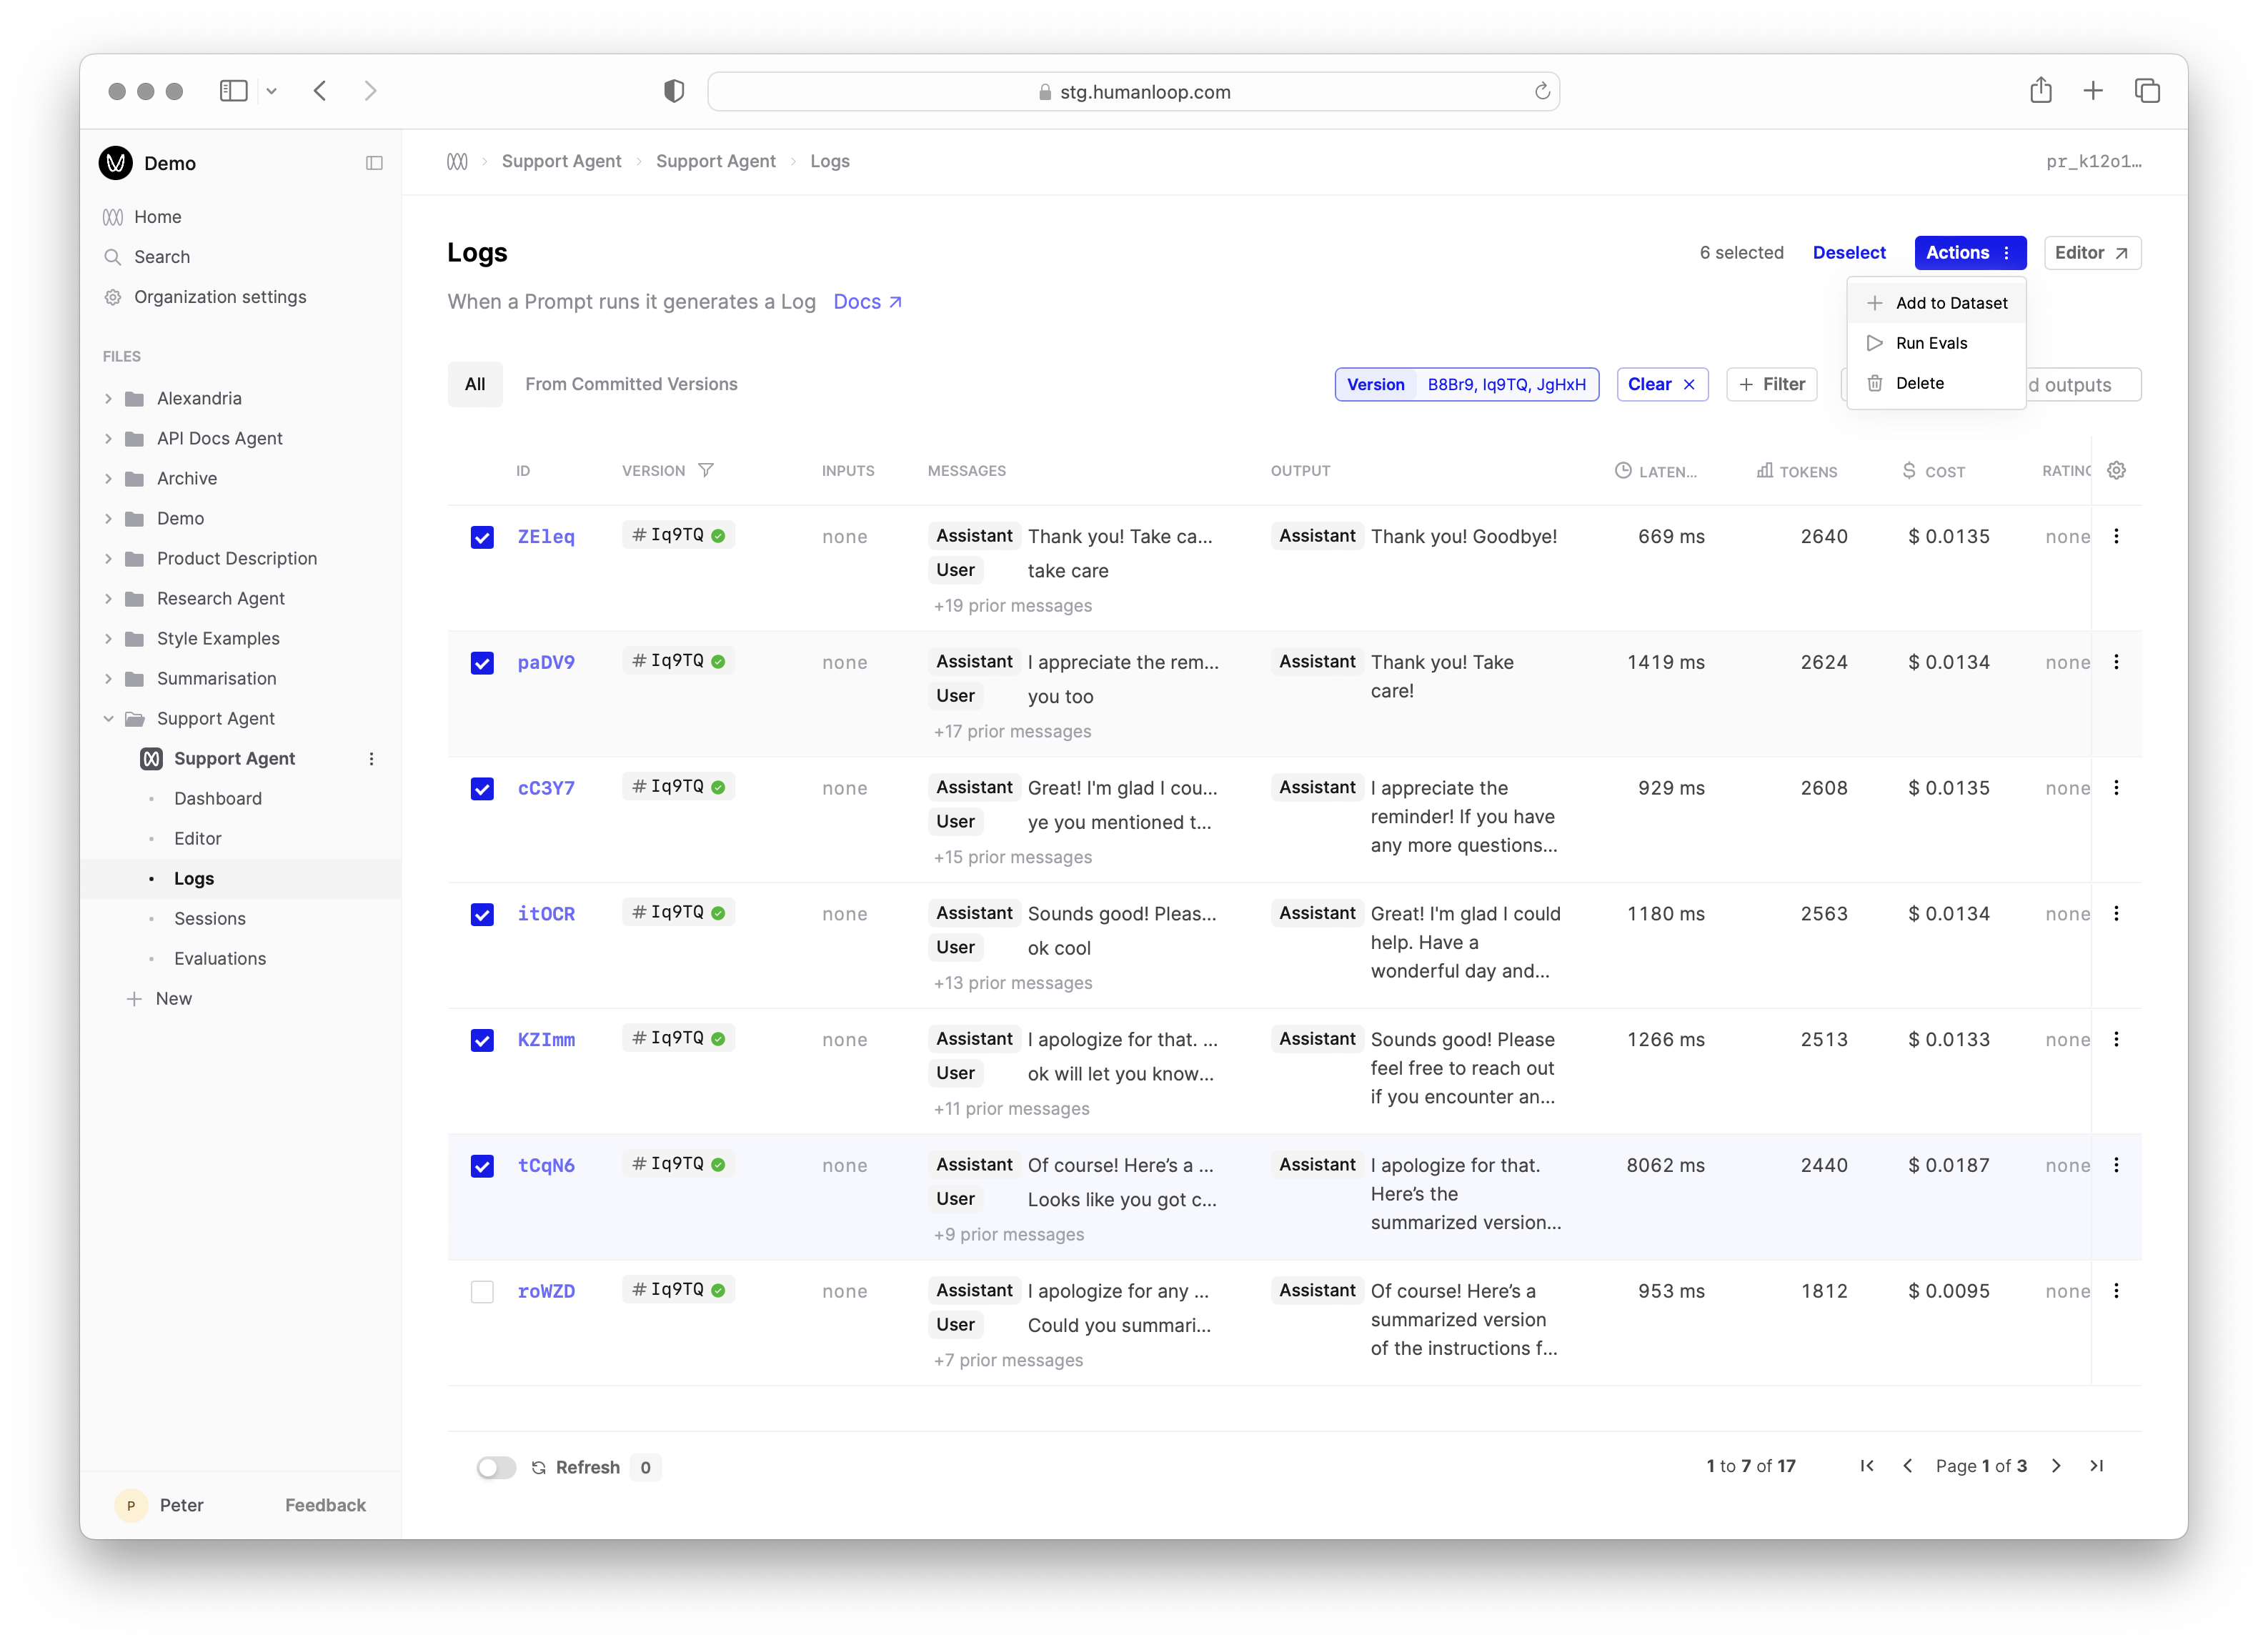 stg.humanloop.com
Demo
Home
Search
Organization settings
FILES
Alexandria
API Docs Agent
Archive
Demo
Product Description
Research Agent
Style Examples
Summarisation
Support Agent
Support Agent
Dashboard
Editor
Logs
Sessions
Evaluations
New
P Peter Feedback
Support Agent Support Agent Logs pr_k12o1…
Logs 6 selected Deselect Actions Editor
When a Prompt runs it generates a Log Docs
Add to Dataset
Run Evals
Delete
All From Committed Versions Version B8Br9, Iq9TQ, JgHxH Clear Filter d outputs
ID VERSION INPUTS MESSAGES OUTPUT LATEN... TOKENS $ COST RATING
ZEleq # Iq9TQ none Assistant Thank you! Take ca... Assistant Thank you! Goodbye! 669 ms 2640 $ 0.0135 none
User take care
+19 prior messages
paDV9 # Iq9TQ none Assistant I appreciate the rem... Assistant Thank you! Take 1419 ms 2624 $ 0.0134 none
User you too care!
+17 prior messages
cC3Y7 # Iq9TQ none Assistant Great! I'm glad I cou... Assistant I appreciate the 929 ms 2608 $ 0.0135 none
User ye you mentioned t... reminder! If you have
+15 prior messages any more questions...
itOCR # Iq9TQ none Assistant Sounds good! Pleas... Assistant Great! I'm glad I could 1180 ms 2563 $ 0.0134 none
User ok cool help. Have a
+13 prior messages wonderful day and...
KZImm # Iq9TQ none Assistant I apologize for that. ... Assistant Sounds good! Please 1266 ms 2513 $ 0.0133 none
User ok will let you know... feel free to reach out
+11 prior messages if you encounter an...
tCqN6 # Iq9TQ none Assistant Of course! Here’s a ... Assistant I apologize for that. 8062 ms 2440 $ 0.0187 none
User Looks like you got c... Here’s the
+9 prior messages summarized version...
roWZD # Iq9TQ none Assistant I apologize for any ... Assistant Of course! Here’s a 953 ms 1812 $ 0.0095 none
User Could you summari... summarized version
+7 prior messages of the instructions f...
Refresh 0 1 to 7 of 17 Page 1 of 3